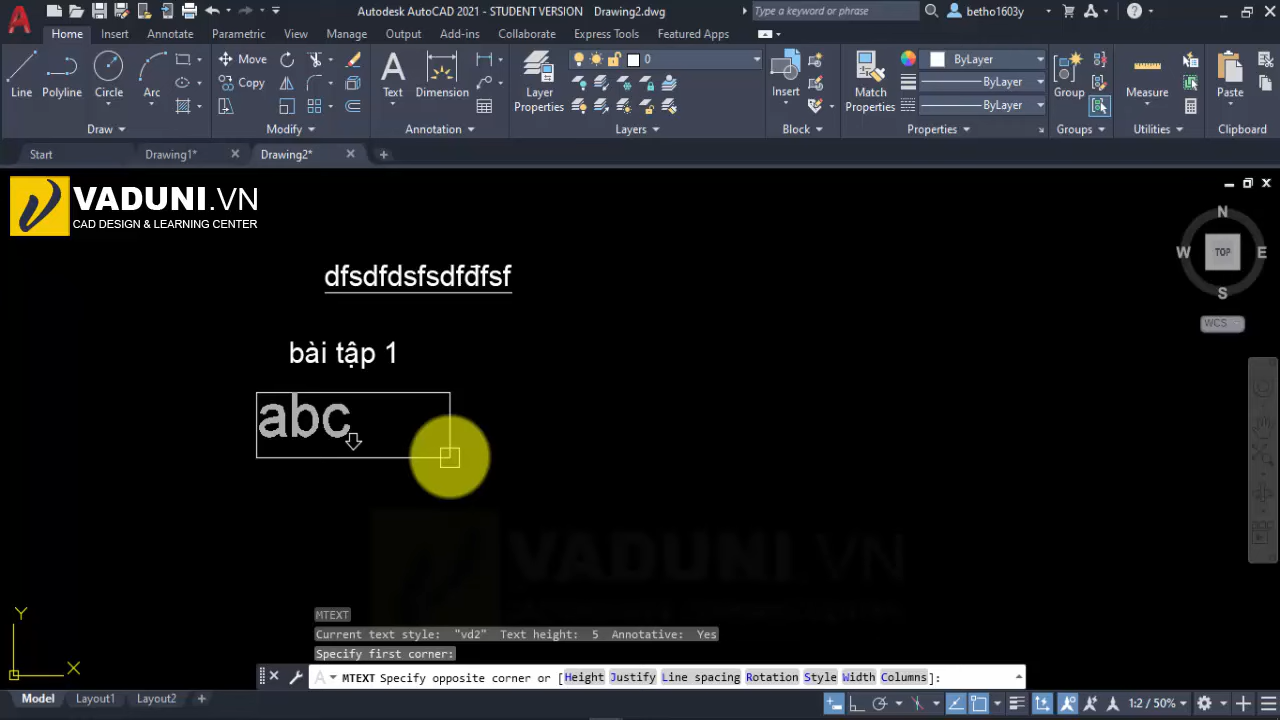 Autodesk AutoCAD 2021 - STUDENT VERSION Drawing2.dwg
Type a keyword or phrase
betho1603y
Home Insert Annotate Parametric View Manage Output Add-ins Collaborate Express Tools Featured Apps
Line Polyline Circle Arc
Move
Copy
Text Dimension
Layer Properties
0
Insert
Match Properties
ByLayer
ByLayer
ByLayer
Group
Measure
Paste
Draw Modify Annotation Layers Block Properties Groups Utilities Clipboard
Start Drawing1* Drawing2*
VADUNI.VN
CAD DESIGN & LEARNING CENTER
N
W TOP E
S
WCS
dfsdfdsfsdfdfsf
bài tập 1
abc
VADUNI.VN
Y
X
MTEXT
Current text style: "vd2" Text height: 5 Annotative: Yes
Specify first corner:
MTEXT Specify opposite corner or [Height Justify Line spacing Rotation Style Width Columns]:
Model Layout1 Layout2
1:2 / 50%